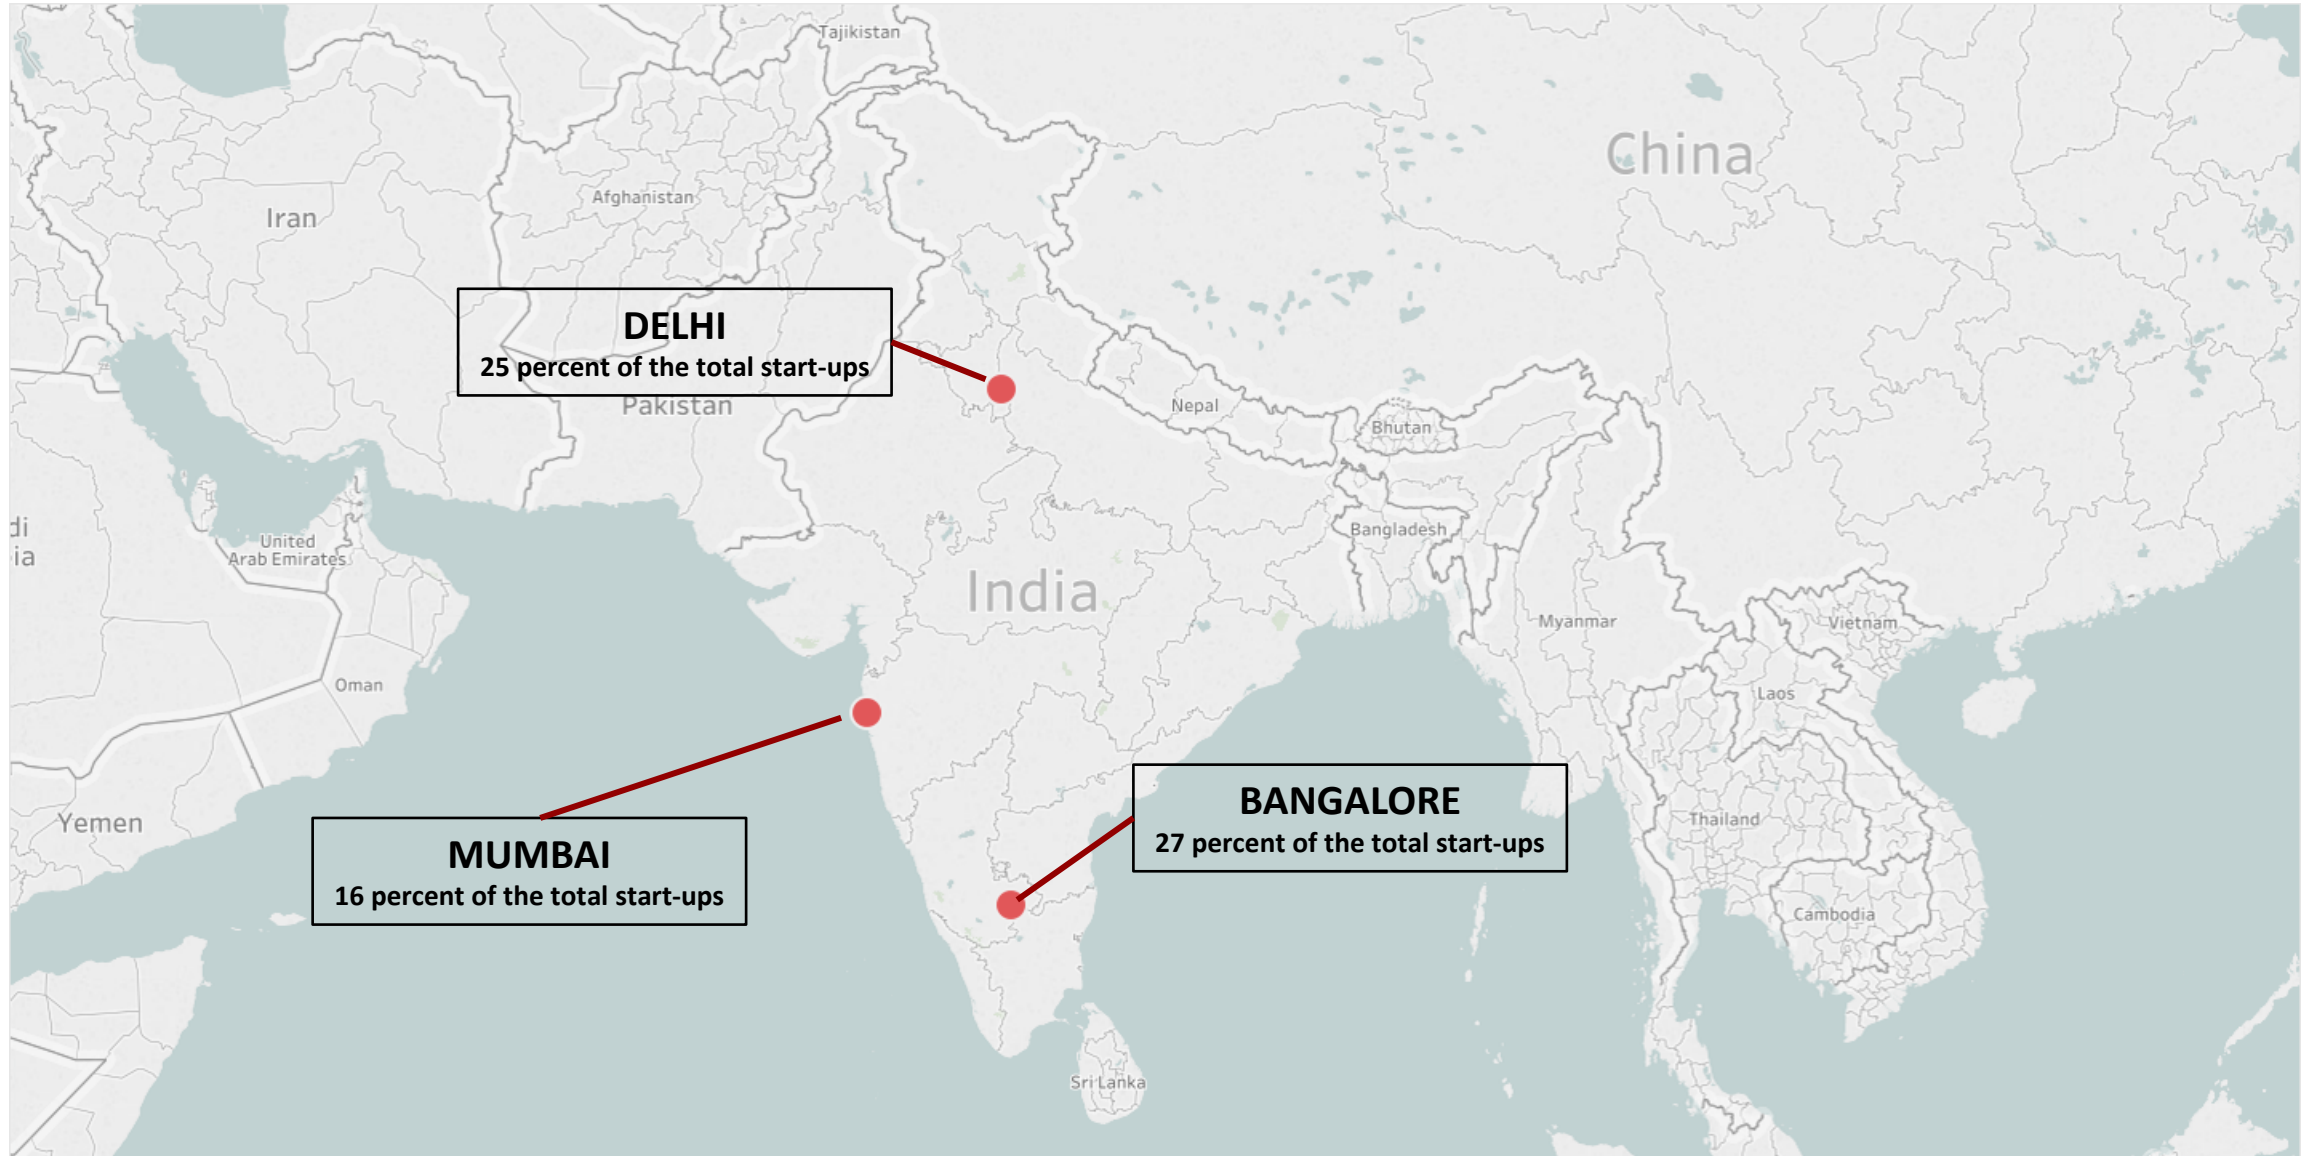 Tajikistan
China
Afghanistan
Iran
DELHI
25 percent of the total start-ups
Pakistan
Nepal
Bhutan
di
ia
United
Arab Emirates
Bangladesh
India
Myanmar
Vietnam
Oman
Laos
Yemen
MUMBAI
16 percent of the total start-ups
BANGALORE
27 percent of the total start-ups
Thailand
Cambodia
Sri Lanka